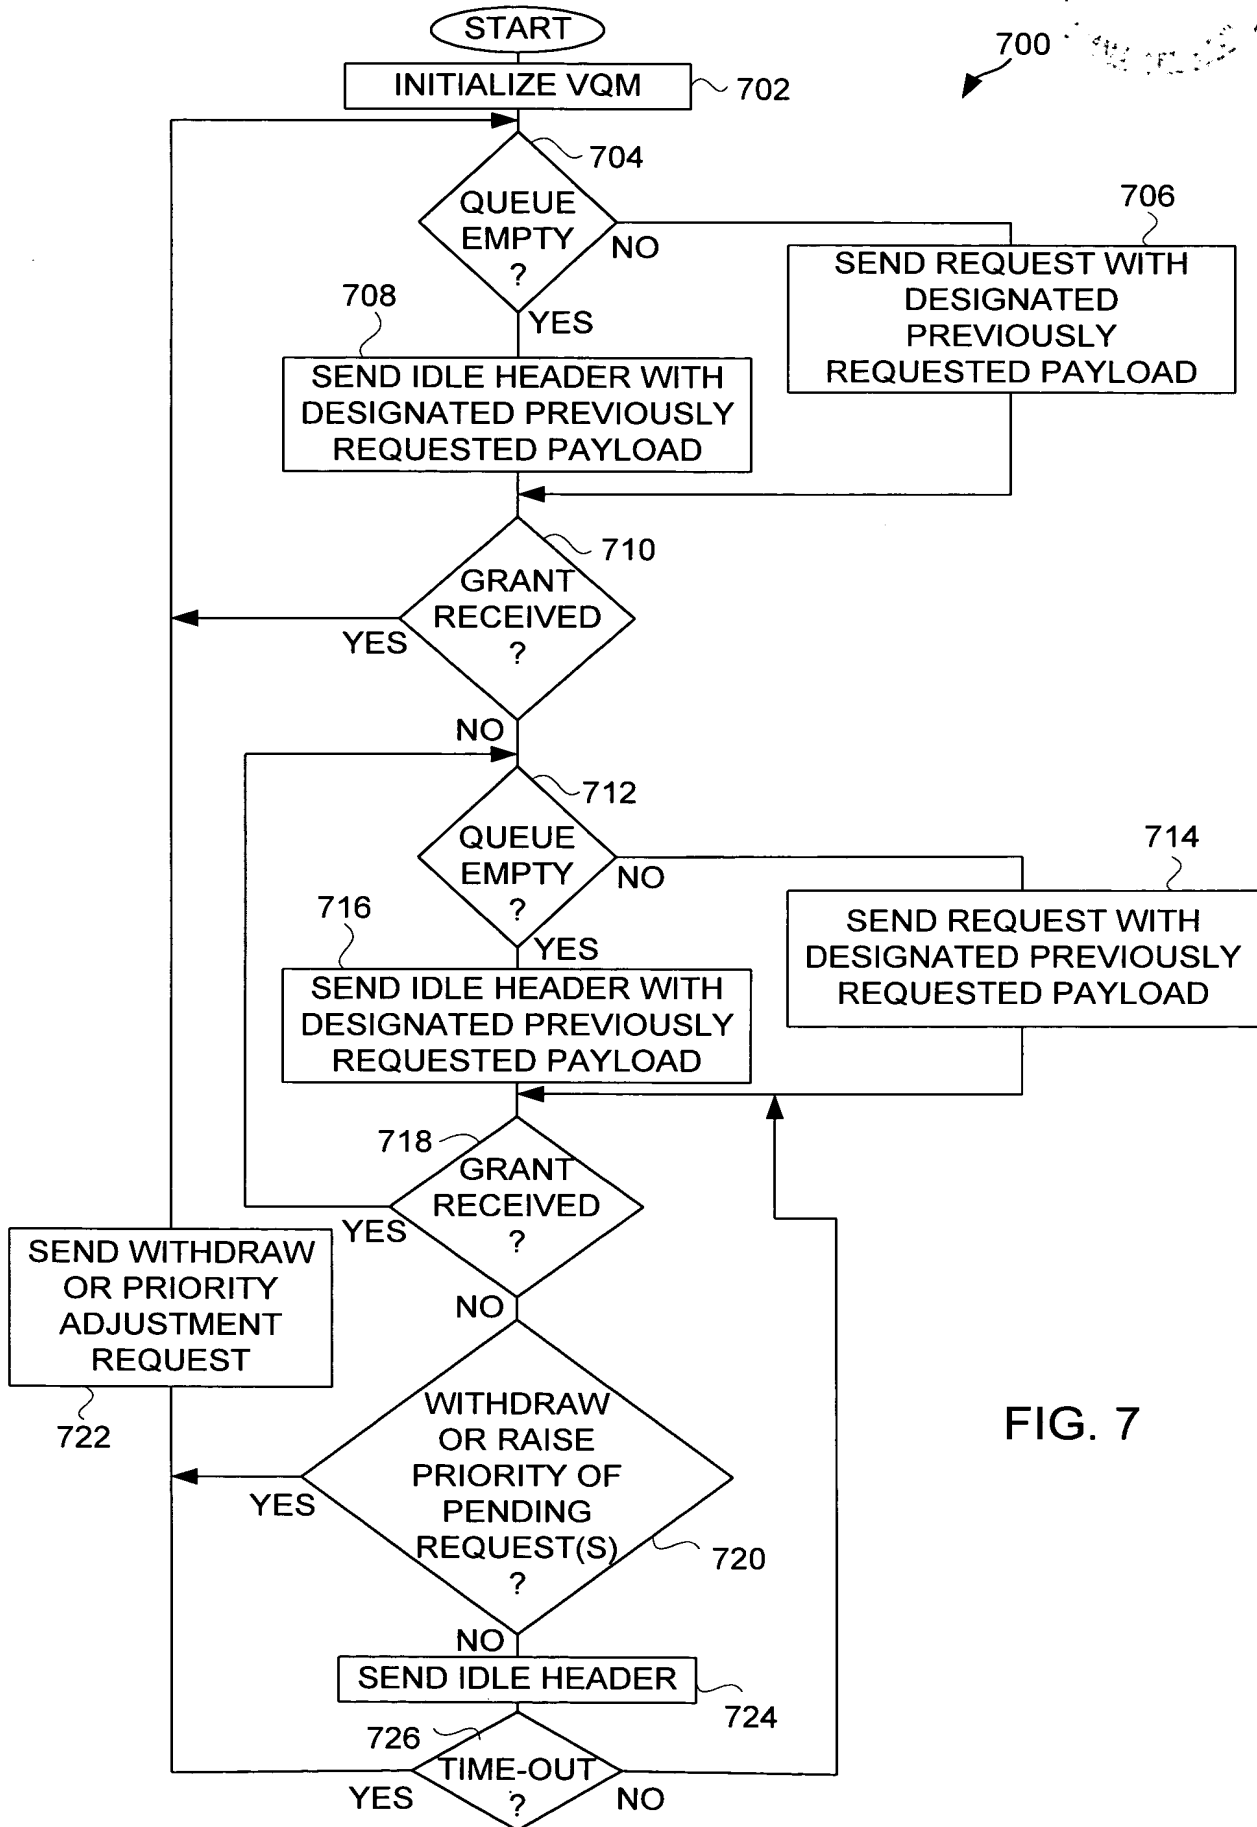 START
700
INITIALIZE VQM
702
704
QUEUE
EMPTY
?
NO
YES
706
SEND REQUEST WITH
DESIGNATED
PREVIOUSLY
REQUESTED PAYLOAD
708
SEND IDLE HEADER WITH
DESIGNATED PREVIOUSLY
REQUESTED PAYLOAD
710
GRANT
RECEIVED
?
YES
NO
712
QUEUE
EMPTY
?
NO
YES
714
SEND REQUEST WITH
DESIGNATED PREVIOUSLY
REQUESTED PAYLOAD
716
SEND IDLE HEADER WITH
DESIGNATED PREVIOUSLY
REQUESTED PAYLOAD
718
GRANT
RECEIVED
?
YES
NO
SEND WITHDRAW
OR PRIORITY
ADJUSTMENT
REQUEST
722
WITHDRAW
OR RAISE
PRIORITY OF
PENDING
REQUEST(S)
?
YES
720
NO
FIG. 7
SEND IDLE HEADER
724
726
TIME-OUT
?
YES
NO